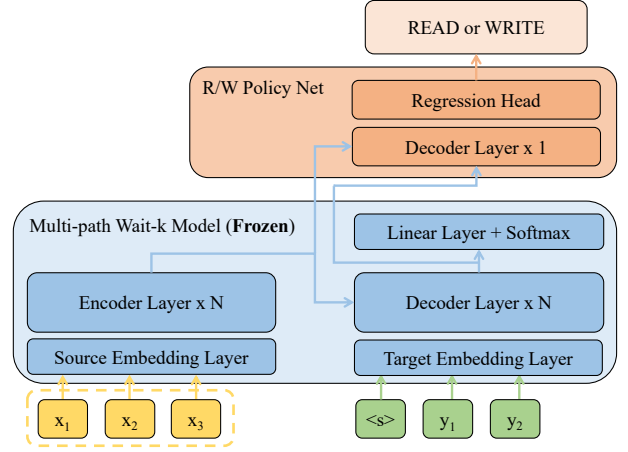 READ or WRITE
R/W Policy Net
Regression Head
Decoder Layer x 1
Multi-path Wait-k Model (Frozen)
Linear Layer + Softmax
Encoder Layer x N
Decoder Layer x N
Source Embedding Layer
Target Embedding Layer
x₁ x₂ x₃ <s> y₁ y₂